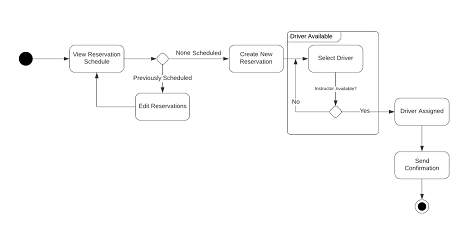 Driver Available
View Reservation
Schedule
None Scheduled
Create New
Reservation
Select Driver
Previously Scheduled
Instructor Available?
Edit Reservations
No
Yes
Driver Assigned
Send
Confirmation